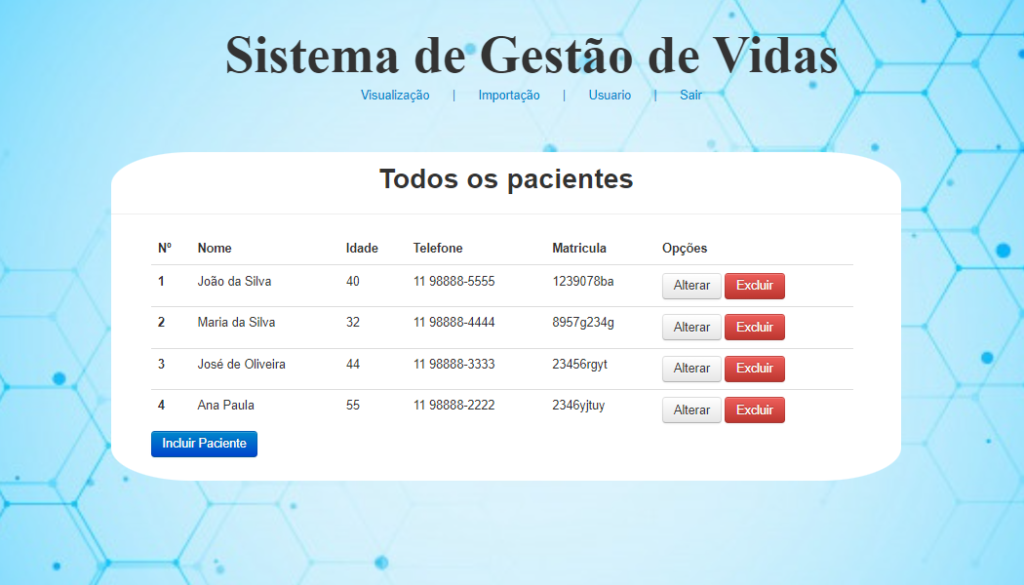 Sistema de Gestão de Vidas
Visualização | Importação | Usuario | Sair
Todos os pacientes
Nº Nome Idade Telefone Matricula Opções
1 João da Silva 40 11 98888-5555 1239078ba Alterar Excluir
2 Maria da Silva 32 11 98888-4444 8957g234g Alterar Excluir
3 José de Oliveira 44 11 98888-3333 23456rgyt Alterar Excluir
4 Ana Paula 55 11 98888-2222 2346yjtuy Alterar Excluir
Incluir Paciente